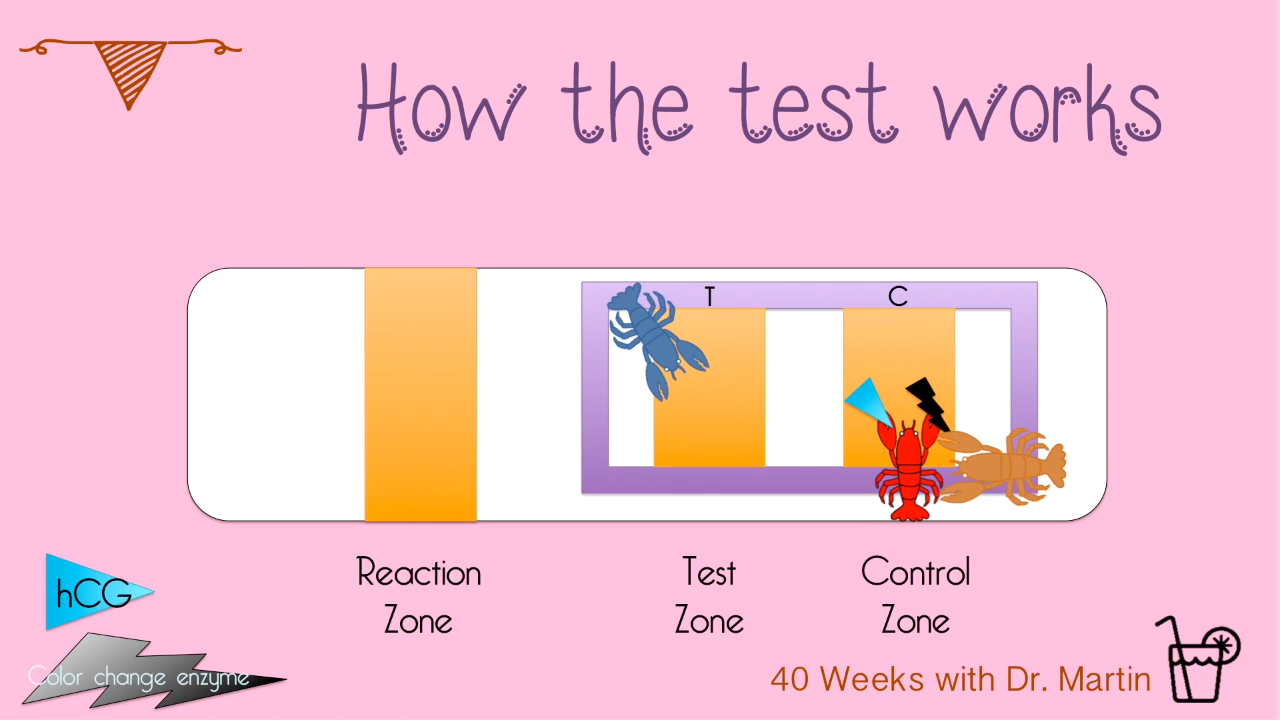 How the test works
T
C
Reaction
Zone
Test
Zone
Control
Zone
hCG
Color change enzyme
40 Weeks with Dr. Martin